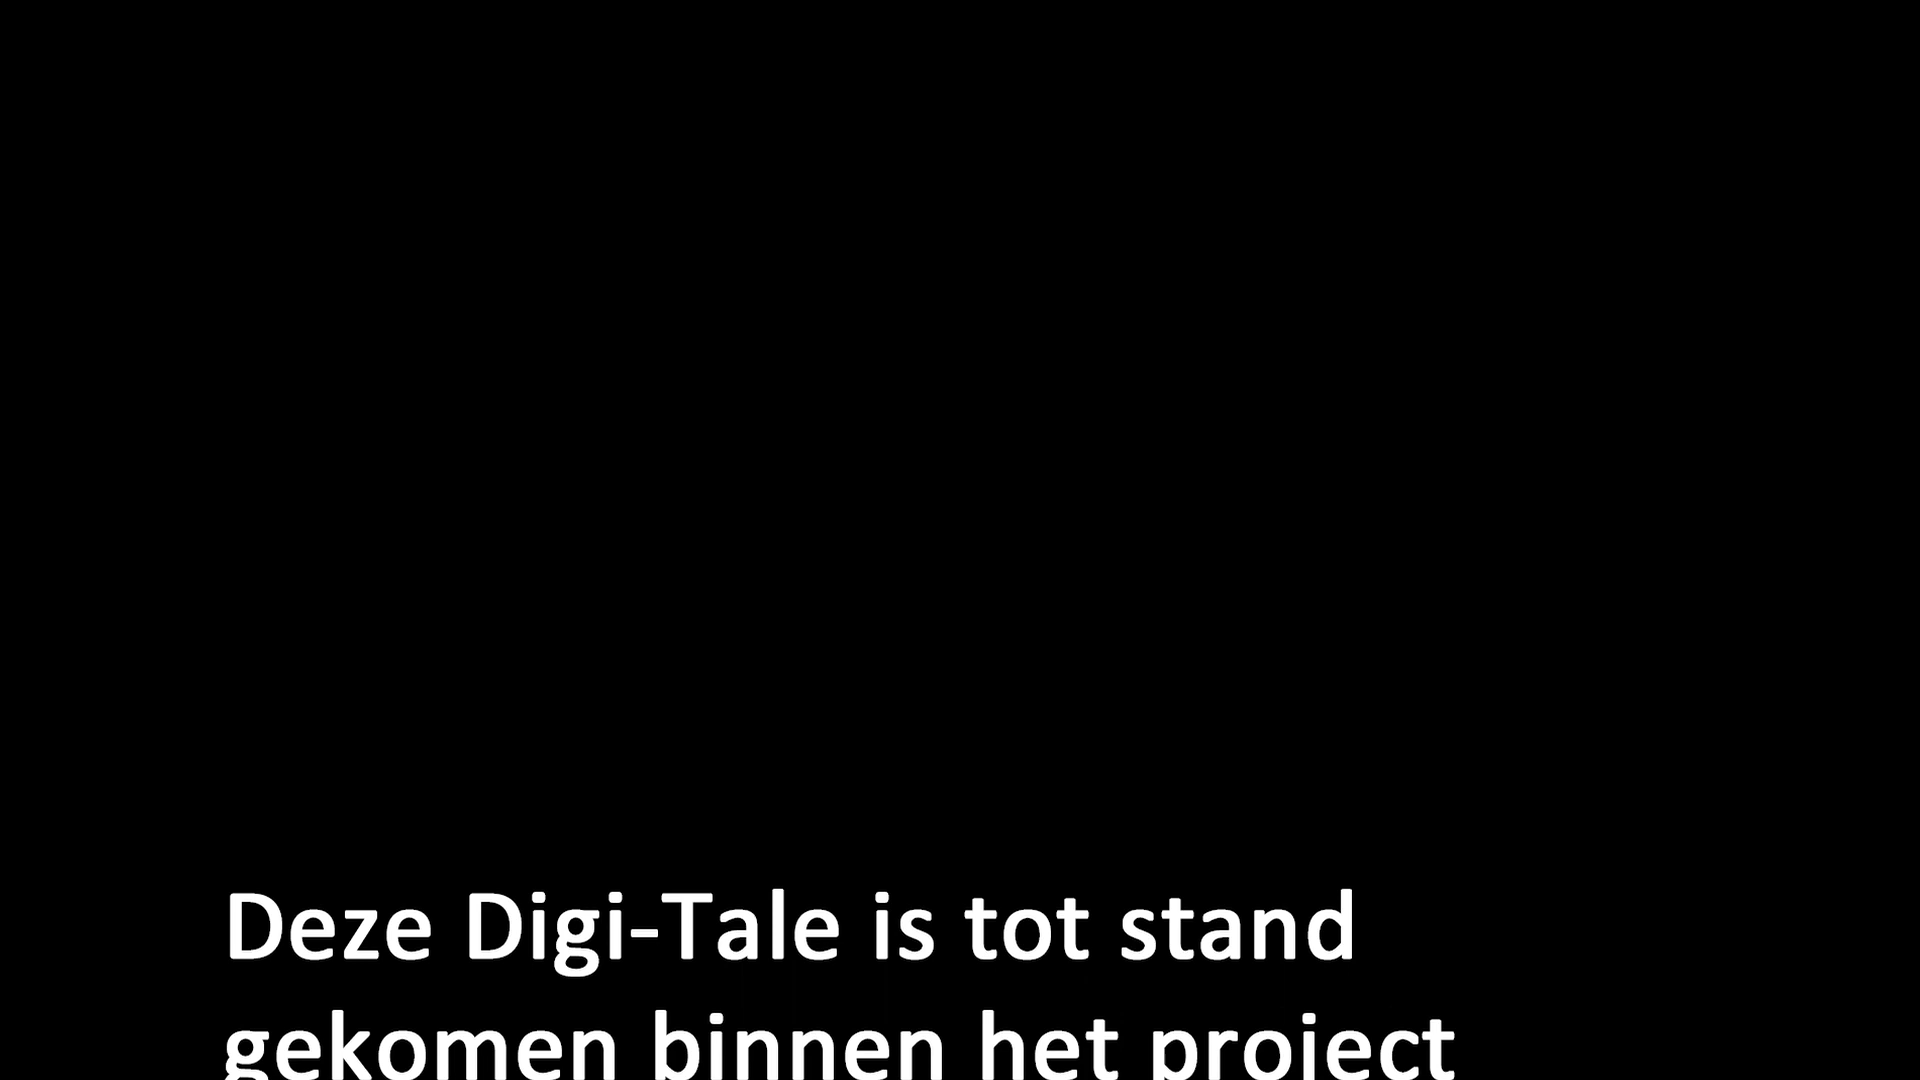 Deze Digi-Tale is tot stand
gekomen binnen het project